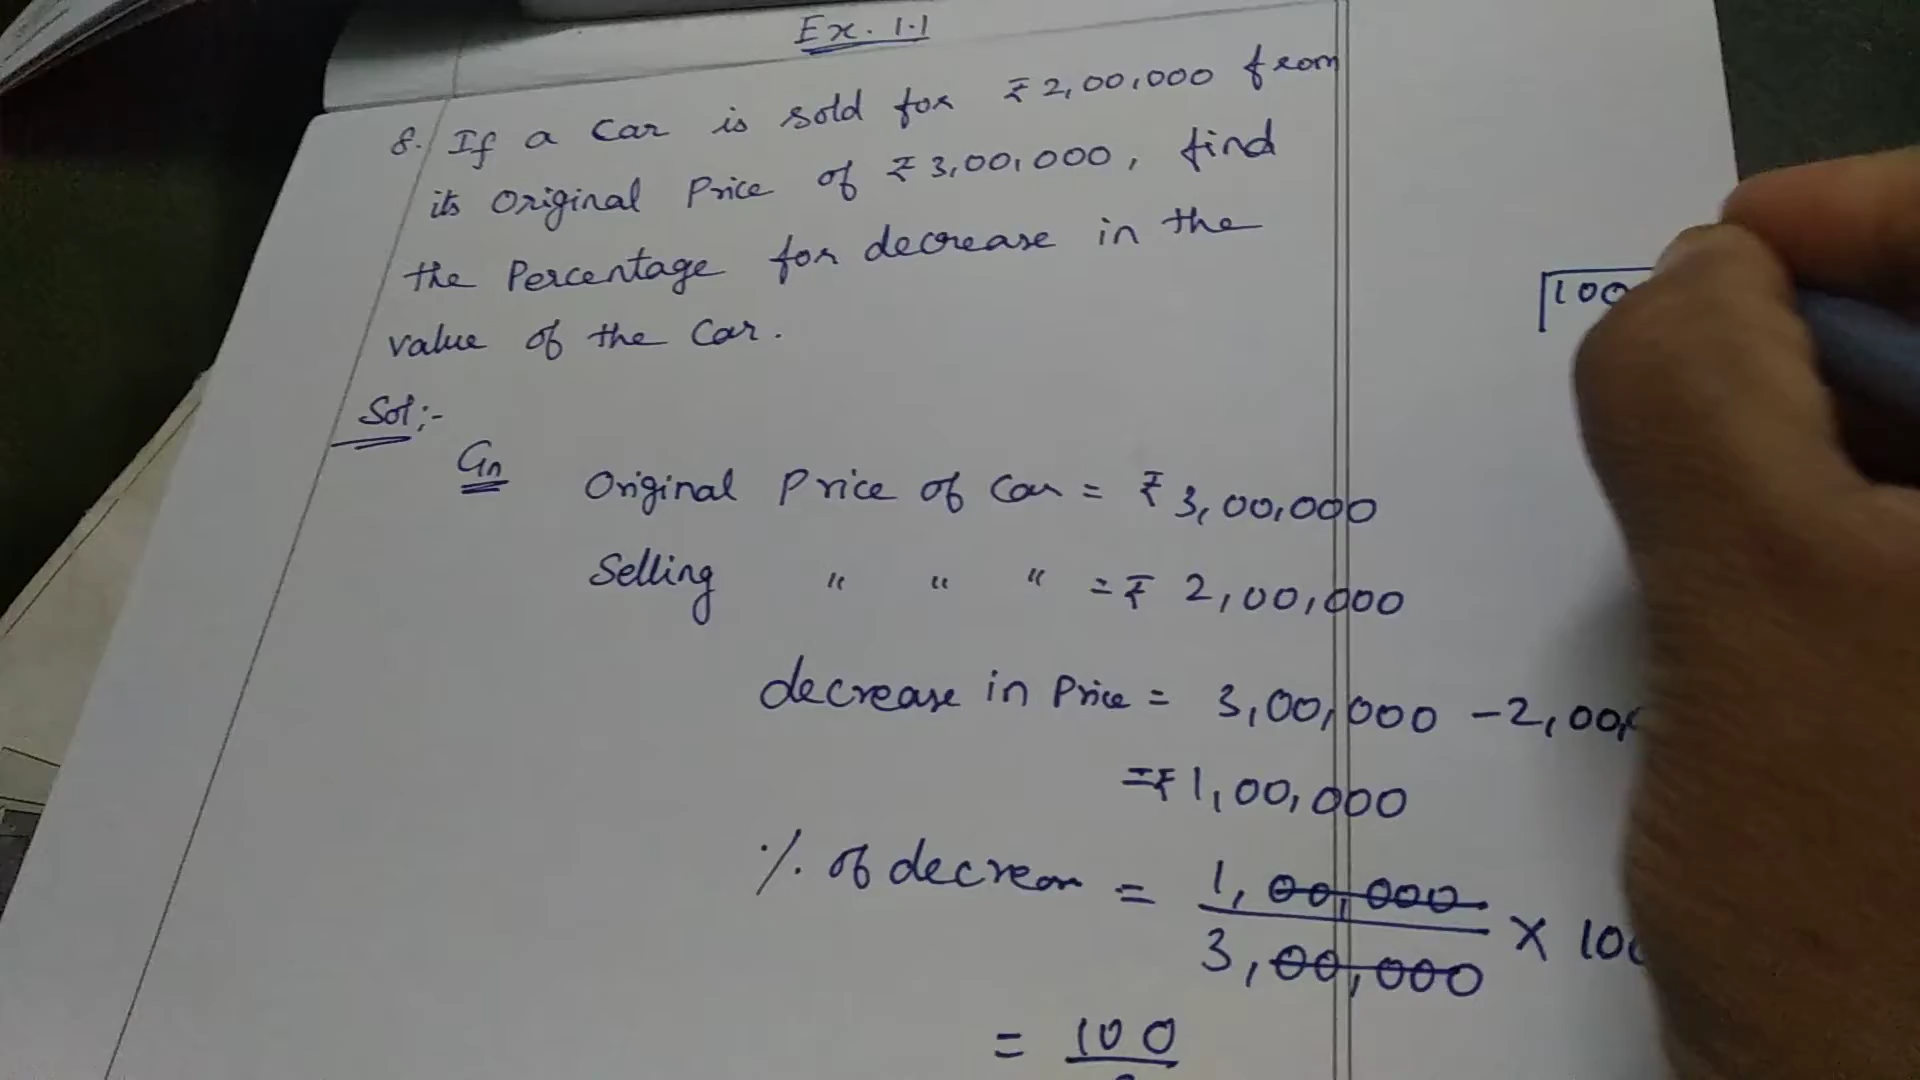 Ex. 1.1
8. If a Car is sold for ₹ 2,00,000 from
its Original Price of ₹ 3,00,000, find
the Percentage for decrease in the
value of the Car.
Sol:-
Gn Original Price of Car = ₹ 3,00,000
Selling " " " = ₹ 2,00,000
decrease in Price = 3,00,000 - 2,00,
= ₹ 1,00,000
% of decrease = 1,00,000 / 3,00,000 × 100
= 100
100